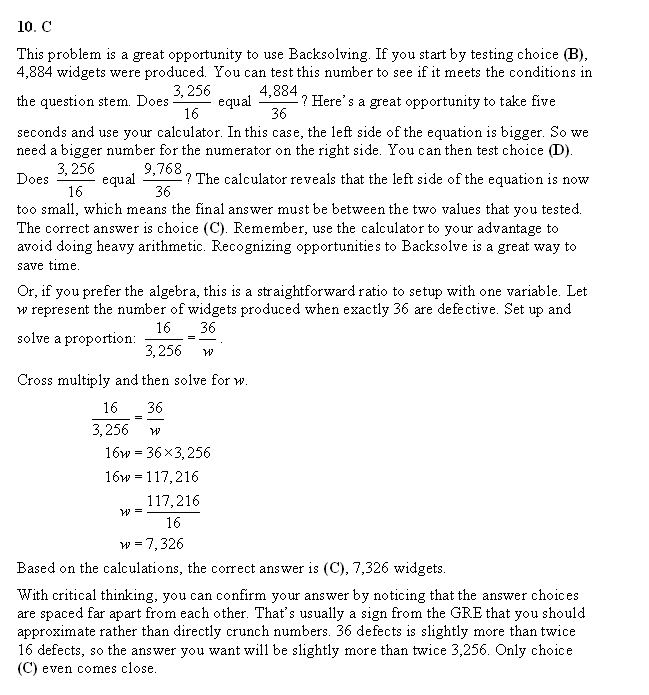 10. C
This problem is a great opportunity to use Backsolving. If you start by testing choice (B),
4,884 widgets were produced. You can test this number to see if it meets the conditions in
the question stem. Does 3,256/16 equal 4,884/36? Here's a great opportunity to take five
seconds and use your calculator. In this case, the left side of the equation is bigger. So we
need a bigger number for the numerator on the right side. You can then test choice (D).
Does 3,256/16 equal 9,768/36? The calculator reveals that the left side of the equation is now
too small, which means the final answer must be between the two values that you tested.
The correct answer is choice (C). Remember, use the calculator to your advantage to
avoid doing heavy arithmetic. Recognizing opportunities to Backsolve is a great way to
save time.
Or, if you prefer the algebra, this is a straightforward ratio to setup with one variable. Let
w represent the number of widgets produced when exactly 36 are defective. Set up and
solve a proportion: 16/3,256 = 36/w.
Cross multiply and then solve for w.
16/3,256 = 36/w
16w = 36×3,256
16w = 117,216
w = 117,216/16
w = 7,326
Based on the calculations, the correct answer is (C), 7,326 widgets.
With critical thinking, you can confirm your answer by noticing that the answer choices
are spaced far apart from each other. That's usually a sign from the GRE that you should
approximate rather than directly crunch numbers. 36 defects is slightly more than twice
16 defects, so the answer you want will be slightly more than twice 3,256. Only choice
(C) even comes close.